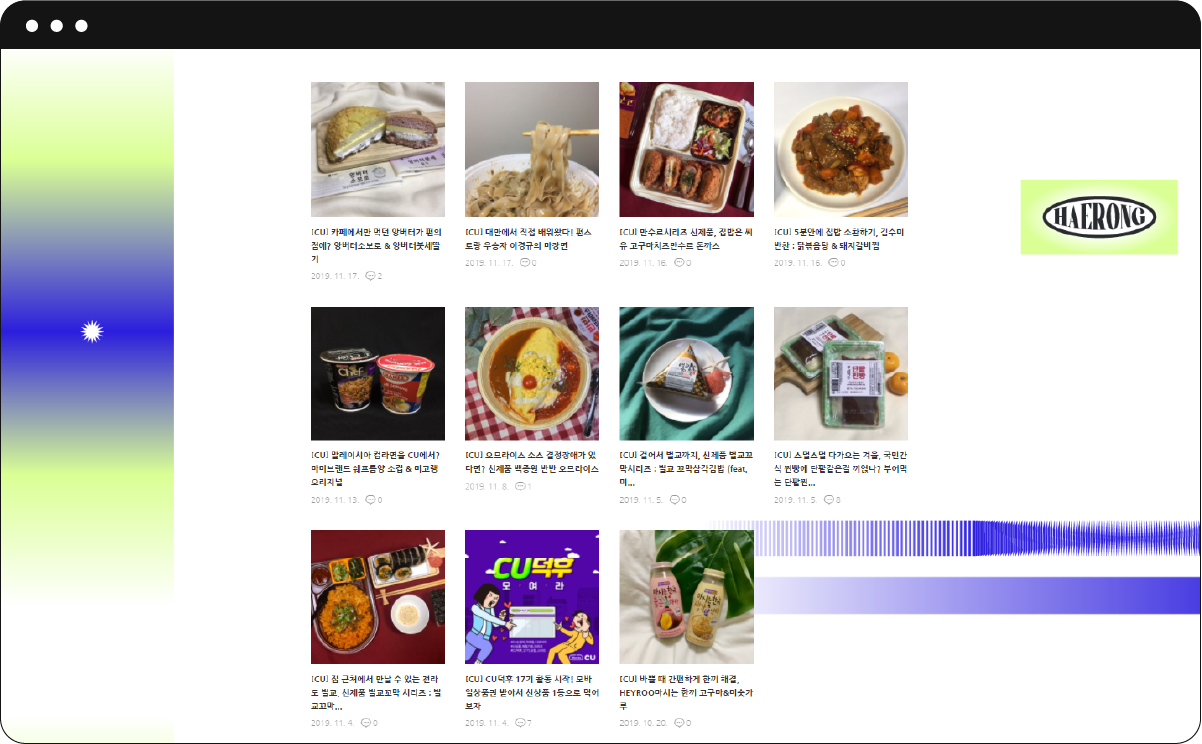 [CU] 카페에서만 먹던 앙버터가 편의
점에? 앙버터소보로 & 앙버터붓세딸
기
2019. 11. 17. 2
[CU] 대만에서 직접 배워왔다! 편스
토랑 우승자 이경규의 마장면
2019. 11. 17. 0
[CU] 만수르시리즈 신제품, 집밥은 씨
유 고구마치즈만수르 돈까스
2019. 11. 16. 0
[CU] 5분만에 집밥 소환하기, 김수미
반찬 : 닭볶음탕 & 돼지갈비찜
2019. 11. 16. 0
HAERONG
[CU] 말레이시아 컵라면을 CU에서?
마미브랜드 쉐프름양 소컵 & 미고렝
오리지널
2019. 11. 13. 0
[CU] 오므라이스 소스 결정장애가 있
다면? 신제품 백종원 반반 오므라이스
2019. 11. 8. 1
[CU] 걸어서 벌교까지, 신제품 벌교꼬
막시리즈 : 벌교 꼬막삼각김밥 (feat.
미...
2019. 11. 5. 0
[CU] 스멀스멀 다가오는 겨울, 국민간
식 찐빵에 단팥같은걸 끼얹나? 부어먹
는 단팥찐...
2019. 11. 5. 8
CU덕후
모여라
CU
[CU] 집 근처에서 만날 수 있는 전라
도 벌교, 신제품 벌교꼬막 시리즈 : 벌
교꼬막...
2019. 11. 4. 0
[CU] CU덕후 17기 활동 시작! 모바
일상품권 받아서 신상품 1등으로 먹어
보자
2019. 11. 4. 7
[CU] 바쁠 때 간편하게 한끼 해결,
HEYROO마시는 한끼 고구마&미숫가
루
2019. 10. 20. 0